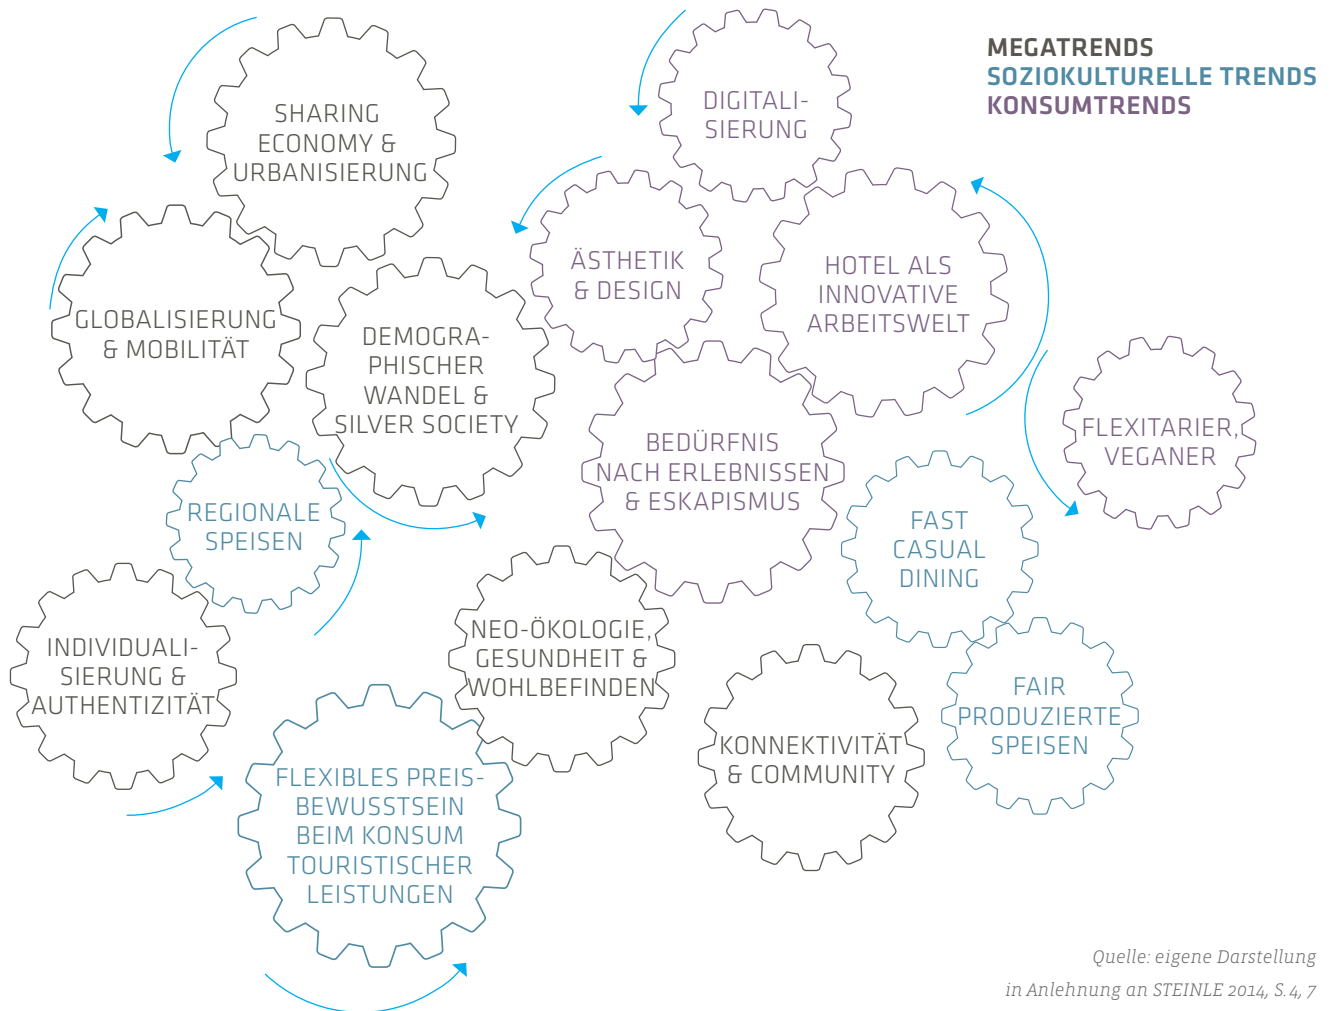 MEGATRENDS
SOZIOKULTURELLE TRENDS
KONSUMTRENDS
SHARING
ECONOMY &
URBANISIERUNG
DIGITALI-
SIERUNG
ÄSTHETIK
& DESIGN
HOTEL ALS
INNOVATIVE
ARBEITSWELT
GLOBALISIERUNG
& MOBILITÄT
DEMOGRA-
PHISCHER
WANDEL &
SILVER SOCIETY
BEDÜRFNIS
NACH ERLEBNISSEN
& ESKAPISMUS
FLEXITARIER,
VEGANER
REGIONALE
SPEISEN
FAST
CASUAL
DINING
INDIVIDUALI-
SIERUNG &
AUTHENTIZITÄT
NEO-ÖKOLOGIE,
GESUNDHEIT &
WOHLBEFINDEN
FAIR
PRODUZIERTE
SPEISEN
KONNEKTIVITÄT
& COMMUNITY
FLEXIBLES PREIS-
BEWUSSTSEIN
BEIM KONSUM
TOURISTISCHER
LEISTUNGEN
Quelle: eigene Darstellung
in Anlehnung an STEINLE 2014, S. 4, 7